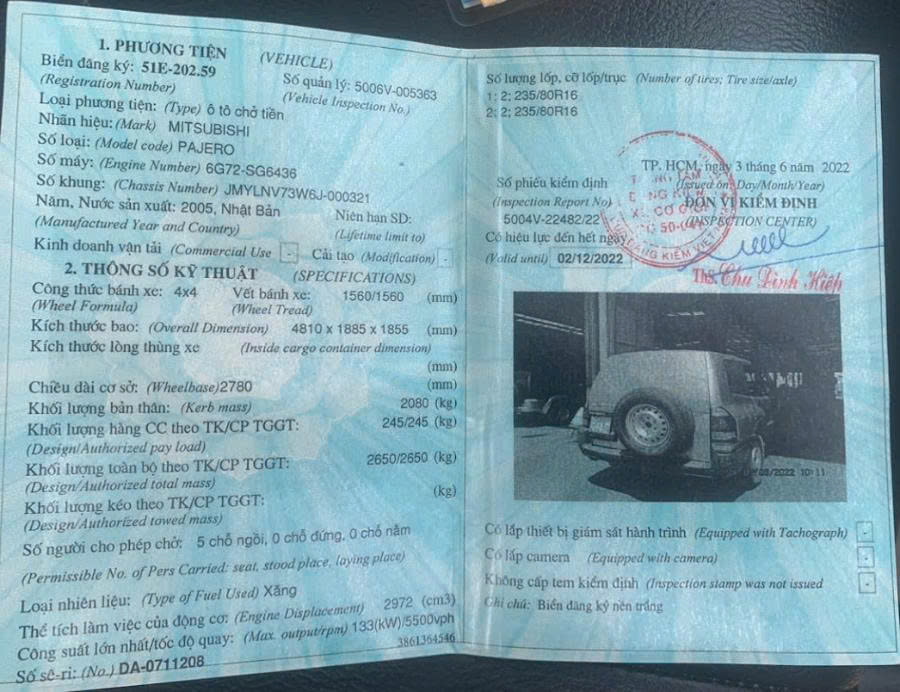 1. PHƯƠNG TIỆN (VEHICLE)
Biển đăng ký: 51E-202.59 Số quản lý: 5006V-005363
(Registration Number) (Vehicle Inspection No.)
Loại phương tiện: (Type) ô tô chở tiền
Nhãn hiệu: (Mark) MITSUBISHI
Số loại: (Model code) PAJERO
Số máy: (Engine Number) 6G72-SG6436
Số khung: (Chassis Number) JMYLNV73W6J-000321
Năm, Nước sản xuất: 2005, Nhật Bản Niên hạn SD:
(Manufactured Year and Country) (Lifetime limit to)
Kinh doanh vận tải (Commercial Use - Cải tạo (Modification) -
2. THÔNG SỐ KỸ THUẬT (SPECIFICATIONS)
Công thức bánh xe: 4x4 Vết bánh xe: 1560/1560 (mm)
(Wheel Formula) (Wheel Tread)
Kích thước bao: (Overall Dimension) 4810 x 1885 x 1855 (mm)
Kích thước lòng thùng xe (Inside cargo container dimension)
(mm)
Chiều dài cơ sở: (Wheelbase) 2780 (mm)
Khối lượng bản thân: (Kerb mass) 2080 (kg)
Khối lượng hàng CC theo TK/CP TGGT: 245/245 (kg)
(Design/Authorized pay load)
Khối lượng toàn bộ theo TK/CP TGGT: 2650/2650 (kg)
(Design/Authorized total mass)
Khối lượng kéo theo TK/CP TGGT: (kg)
(Design/Authorized towed mass)
Số người cho phép chở: 5 chỗ ngồi, 0 chỗ đứng, 0 chỗ nằm
(Permissible No. of Pers Carried: seat, stood place, laying place)
Loại nhiên liệu: (Type of Fuel Used) Xăng
Thể tích làm việc của động cơ: (Engine Displacement) 2972 (cm3)
Công suất lớn nhất/tốc độ quay: (Max. output/rpm) 133(kW)/5500vph
3861364546
Số sê-ri: (No.) DA-0711208
Số lượng lốp, cỡ lốp/trục (Number of tires; Tire size/axle)
1; 2; 235/80R16
2; 2; 235/80R16
TP. HCM, ngày 3 tháng 6 năm 2022
Số phiếu kiểm định (Issued on: Day/Month/Year)
(Inspection Report No) ĐƠN VỊ KIỂM ĐỊNH
5004V-22482/22 (INSPECTION CENTER)
Có hiệu lực đến hết ngày
(Valid until) 02/12/2022
ThS. Chu Đình Kiệp
/2022 10:11
Có lắp thiết bị giám sát hành trình (Equipped with Tachograph) -
Có lắp camera (Equipped with camera) -
Không cấp tem kiểm định (Inspection stamp was not issued -
Ghi chú: Biển đăng ký nền trắng